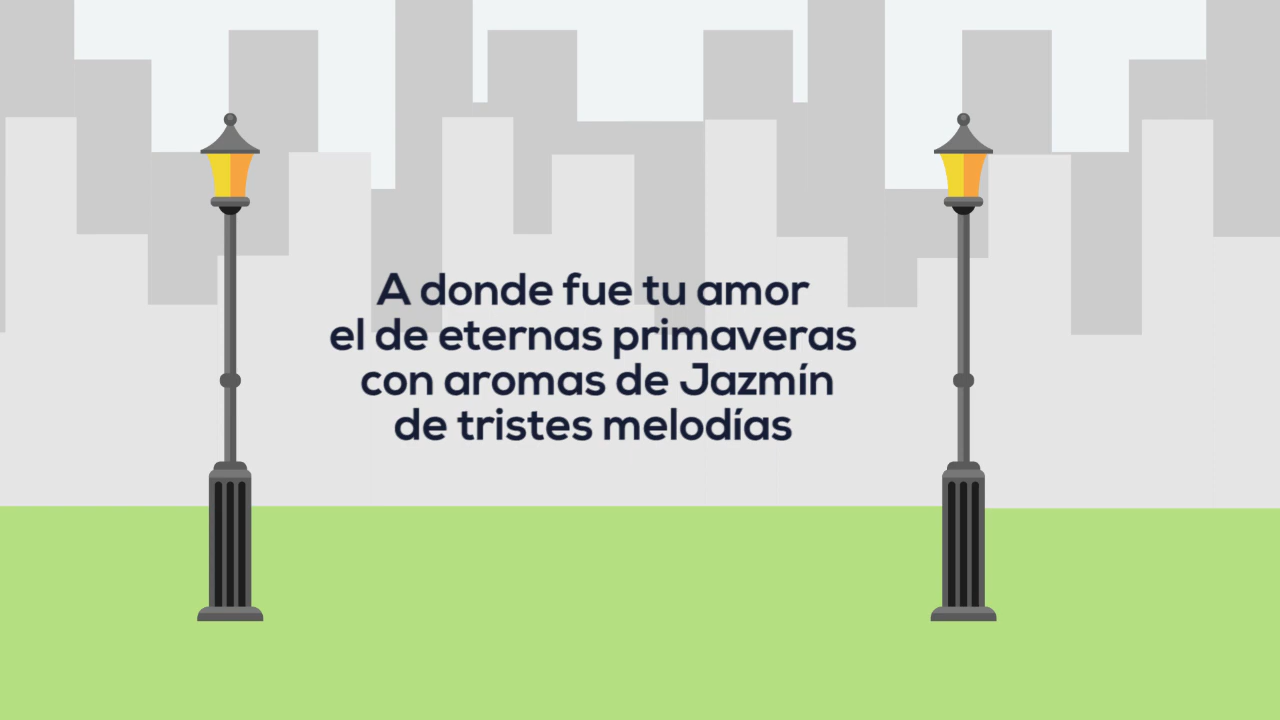 A donde fue tu amor
el de eternas primaveras
con aromas de Jazmín
de tristes melodías